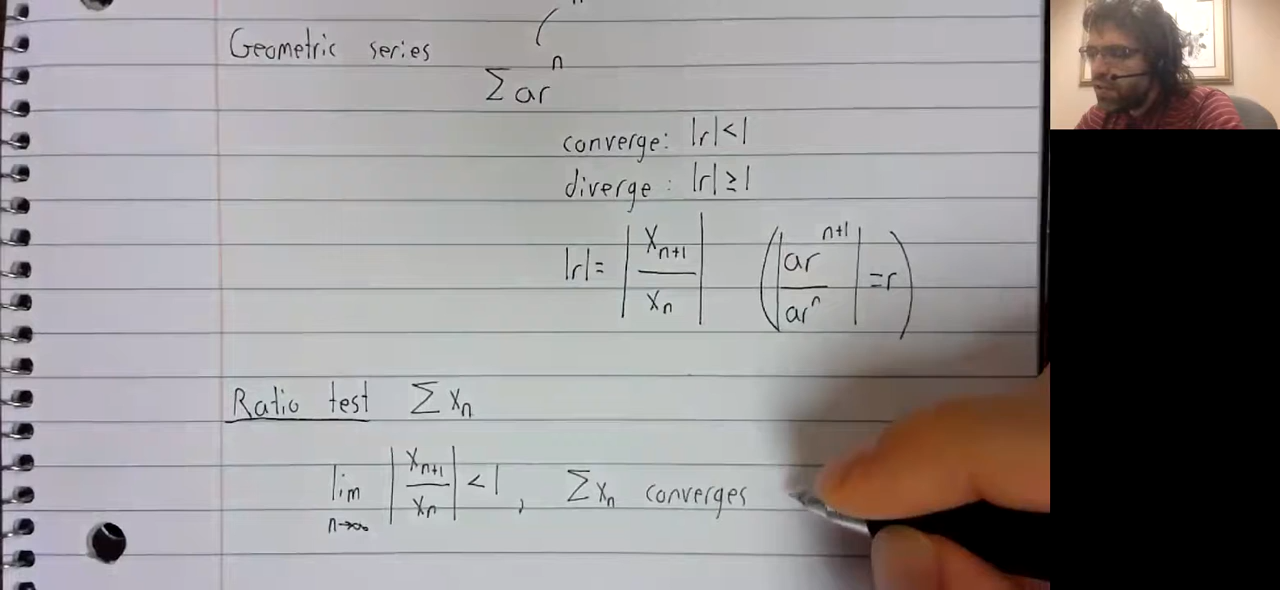 Geometric series
∑ ar^n
converge: |r| < 1
diverge: |r| ≥ 1
|r| = |x_{n+1} / x_n| (|ar^{n+1} / ar^n| = r)
Ratio test ∑ x_n
lim_{n→∞} |x_{n+1} / x_n| < 1, ∑ x_n converges